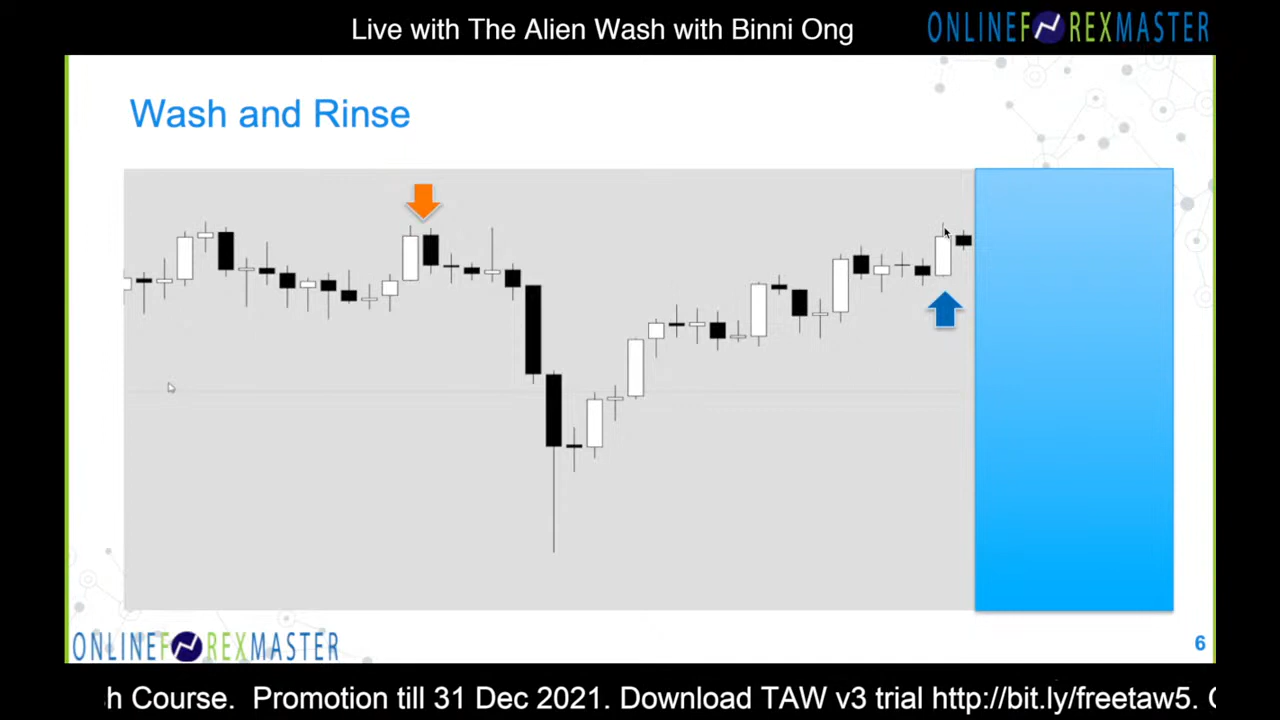 Live with The Alien Wash with Binni Ong
ONLINEFOREXMASTER
Wash and Rinse
ONLINEFOREXMASTER
6
h Course. Promotion till 31 Dec 2021. Download TAW v3 trial http://bit.ly/freetaw5.